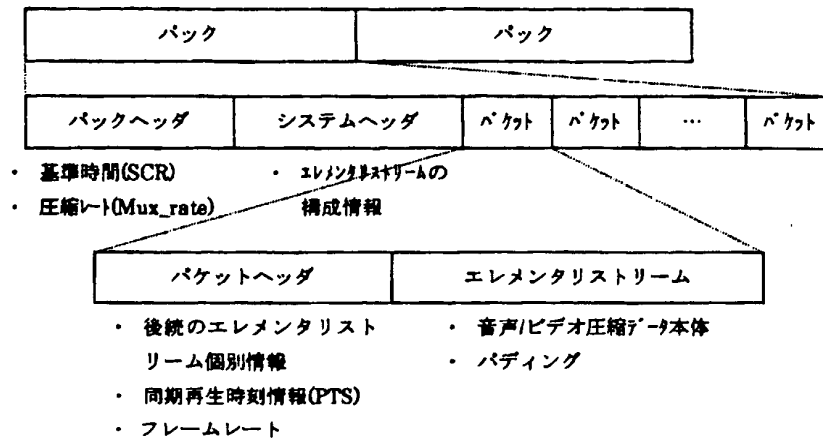 パック パック
パックヘッダ システムヘッダ パケット パケット … パケット
・ 基準時間(SCR) ・ エレメンタリストリームの
・ 圧縮レート(Mux_rate) 構成情報
パケットヘッダ エレメンタリストリーム
・ 後続のエレメンタリスト ・ 音声/ビデオ圧縮データ本体
リーム個別情報 ・ パディング
・ 同期再生時刻情報(PTS)
・ フレームレート